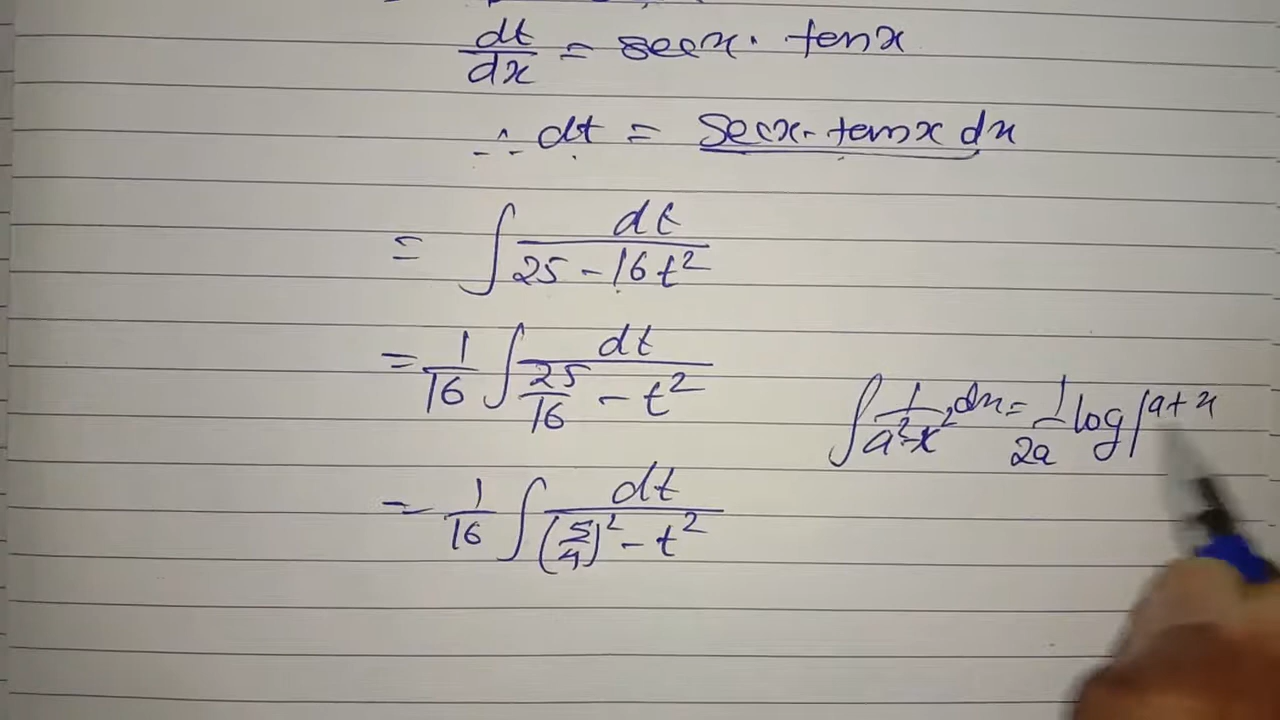 dt/dx = secx · tanx
∴ dt = secx · tanx dx
= ∫ dt/(25 - 16t²)
= 1/16 ∫ dt/(25/16 - t²)
∫ 1/(a² - x²) dx = 1/2a log |a + x
= 1/16 ∫ dt/((5/4)² - t²)